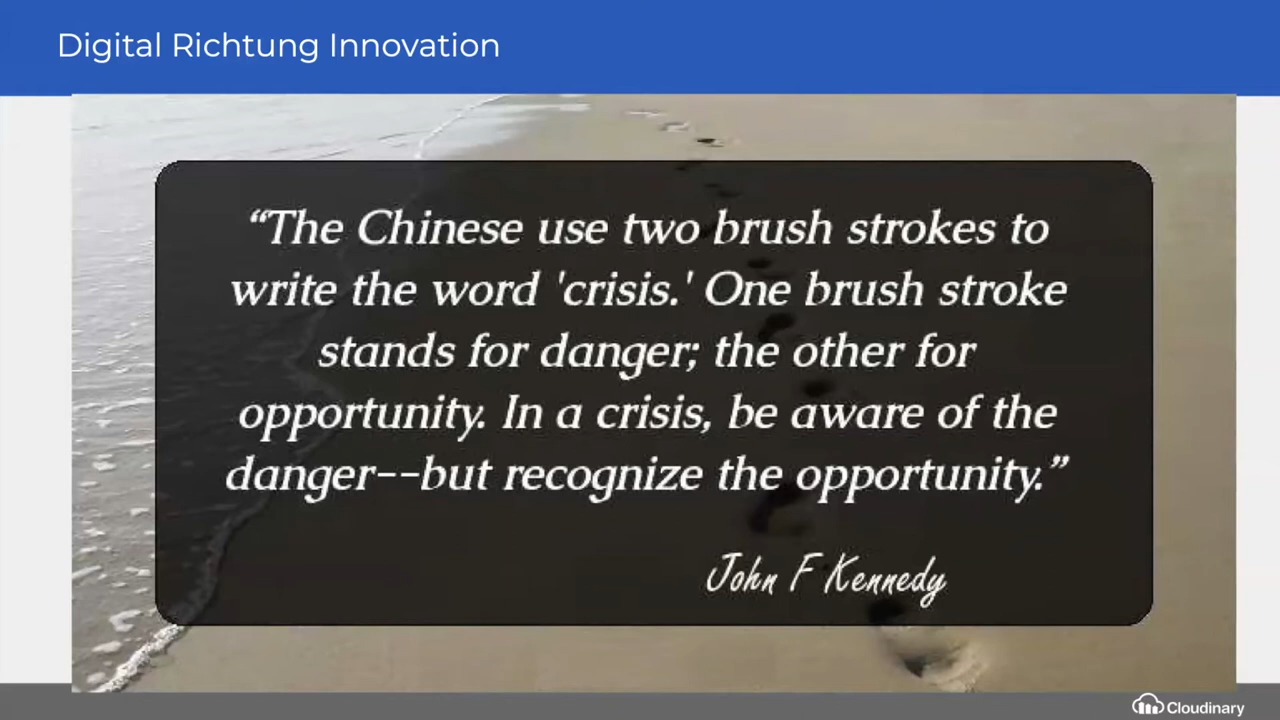 Digital Richtung Innovation
“The Chinese use two brush strokes to
write the word 'crisis.' One brush stroke
stands for danger; the other for
opportunity. In a crisis, be aware of the
danger--but recognize the opportunity.”
John F Kennedy
Cloudinary